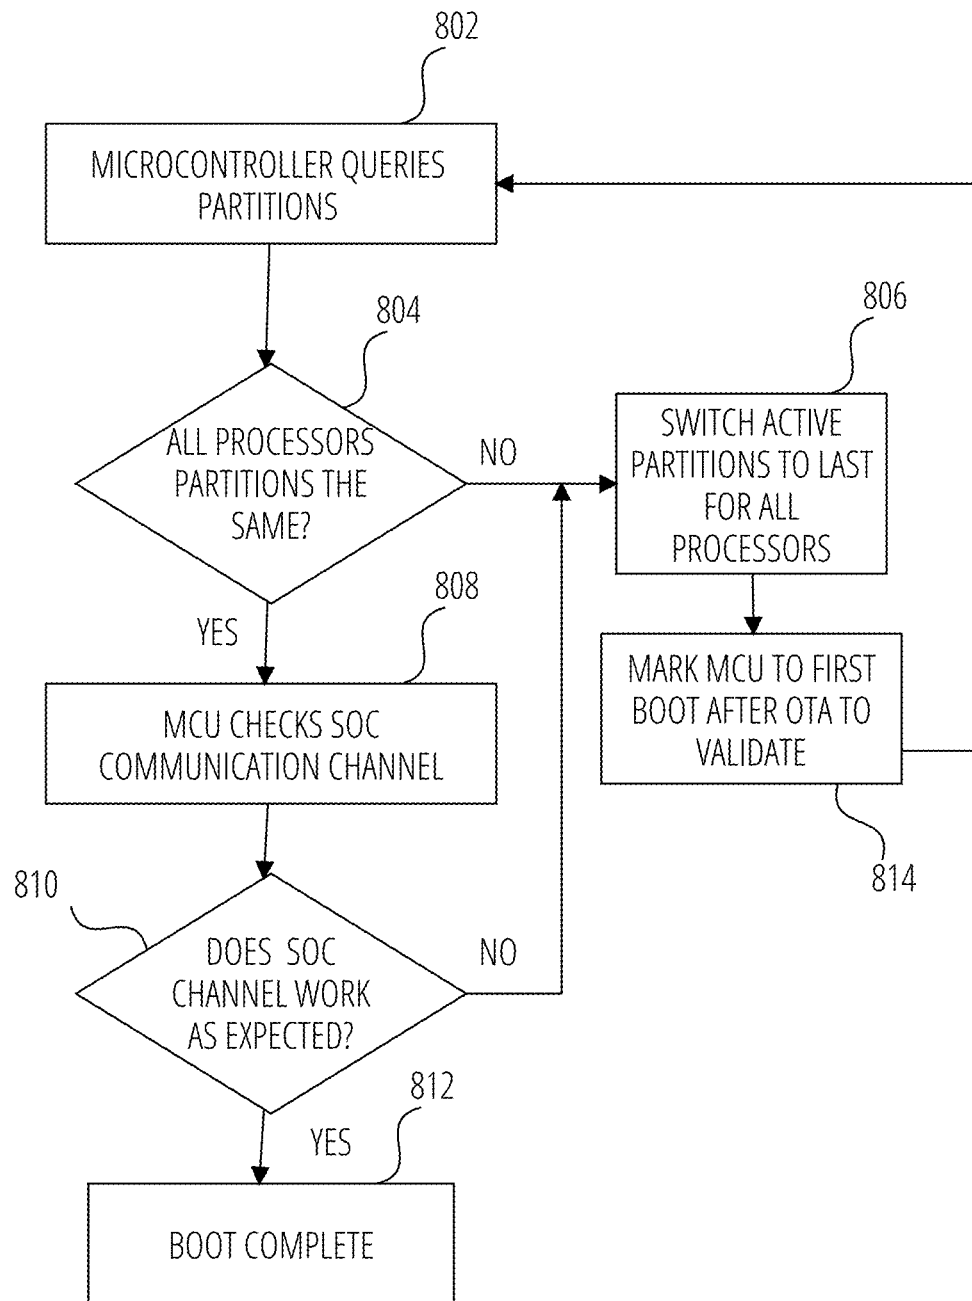 802
MICROCONTROLLER QUERIES
PARTITIONS
804
806
ALL PROCESSORS
PARTITIONS THE
SAME?
NO
SWITCH ACTIVE
PARTITIONS TO LAST
FOR ALL
PROCESSORS
YES
808
MARK MCU TO FIRST
BOOT AFTER OTA TO
VALIDATE
MCU CHECKS SOC
COMMUNICATION CHANNEL
814
810
DOES SOC
CHANNEL WORK
AS EXPECTED?
NO
812
YES
BOOT COMPLETE